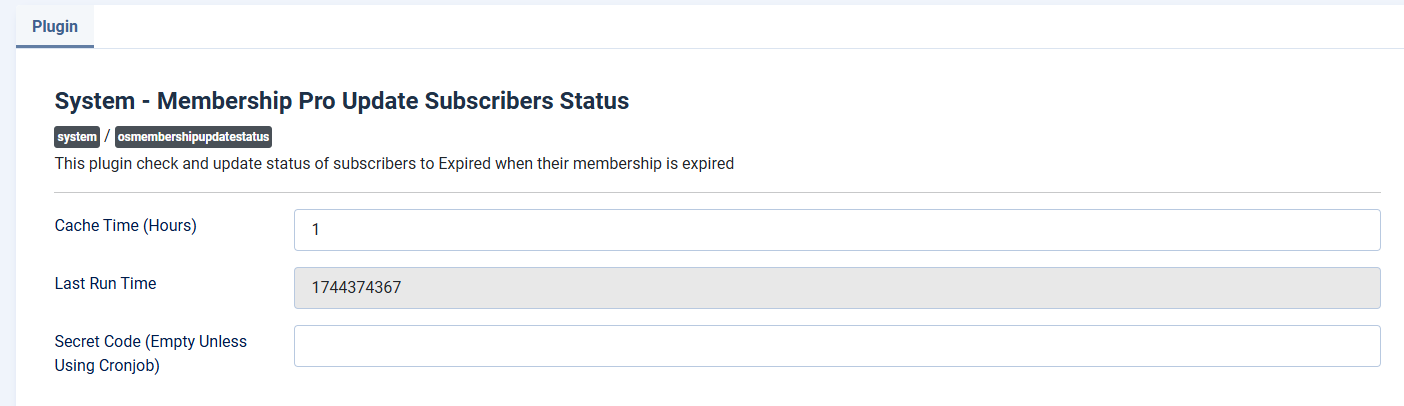 Plugin
System - Membership Pro Update Subscribers Status
system / osmembershipupdatestatus
This plugin check and update status of subscribers to Expired when their membership is expired
Cache Time (Hours)
1
Last Run Time
1744374367
Secret Code (Empty Unless
Using Cronjob)